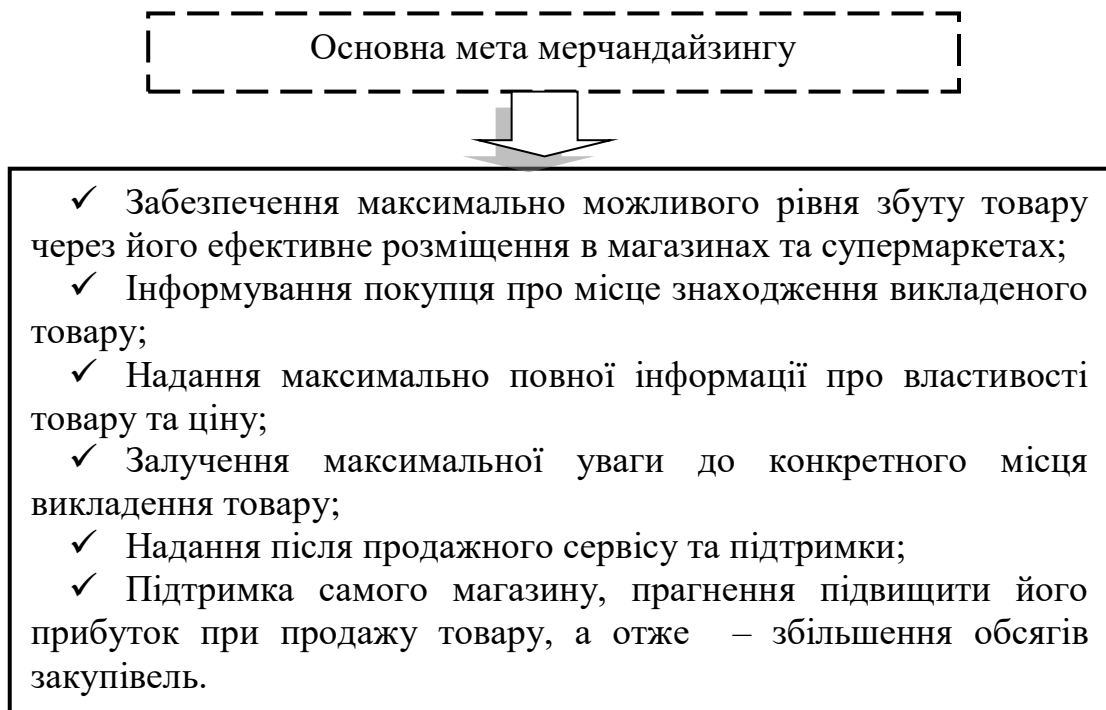 Основна мета мерчандайзингу
✓ Забезпечення максимально можливого рівня збуту товару
через його ефективне розміщення в магазинах та супермаркетах;
✓ Інформування покупця про місце знаходження викладеного
товару;
✓ Надання максимально повної інформації про властивості
товару та ціну;
✓ Залучення максимальної уваги до конкретного місця
викладення товару;
✓ Надання після продажного сервісу та підтримки;
✓ Підтримка самого магазину, прагнення підвищити його
прибуток при продажу товару, а отже – збільшення обсягів
закупівель.